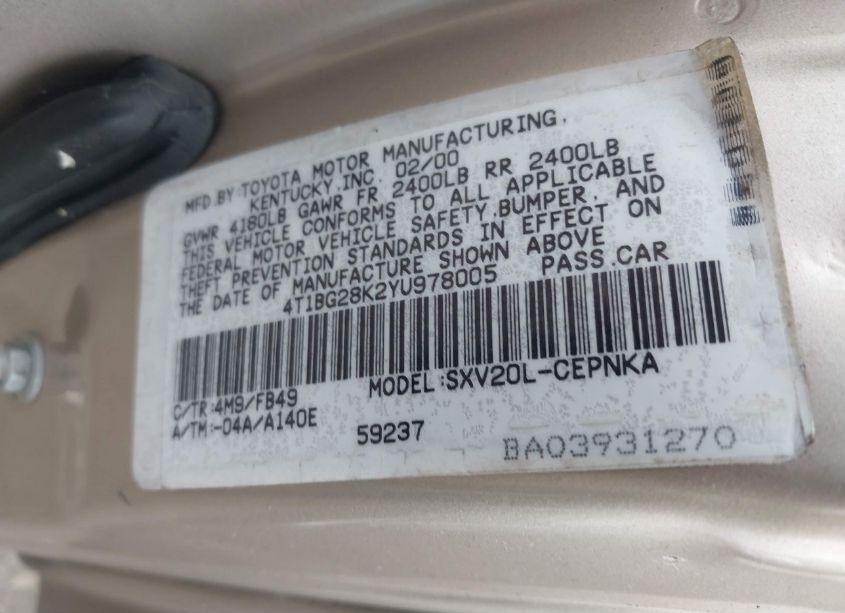 MFD.BY TOYOTA MOTOR MANUFACTURING,
KENTUCKY,INC. 02/00
GVWR 4180LB GAWR FR 2400LB RR 2400LB
THIS VEHICLE CONFORMS TO ALL APPLICABLE
FEDERAL MOTOR VEHICLE SAFETY,BUMPER, AND
THEFT PREVENTION STANDARDS IN EFFECT ON
THE DATE OF MANUFACTURE SHOWN ABOVE
4T1BG28K2YU978005 PASS.CAR
MODEL:SXV20L-CEPNKA
C/TR:4M9/FB49
A/TM:-04A/A140E
59237
BA03931270